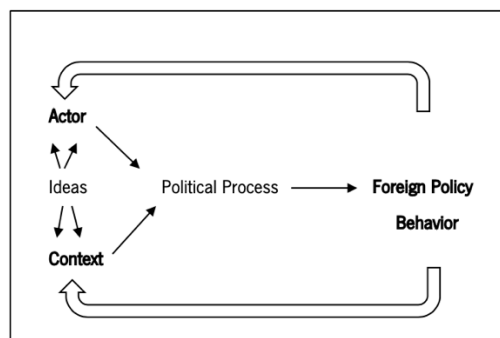 Actor
Ideas
Political Process
Foreign Policy
Behavior
Context